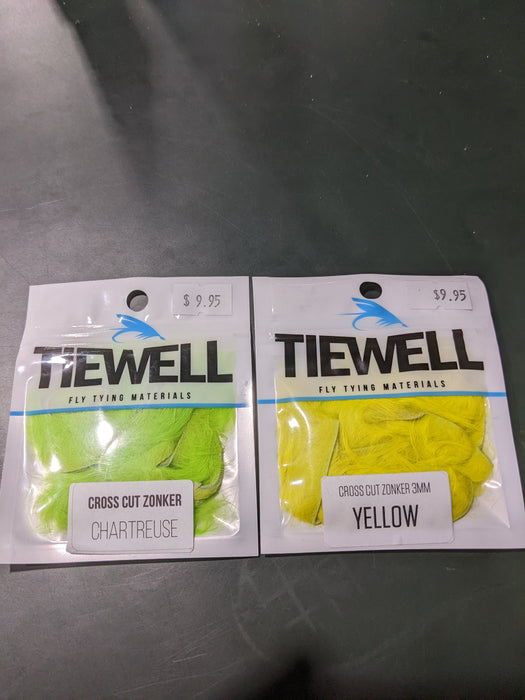 $ 9.95
TIEWELL
FLY TYING MATERIALS
CROSS CUT ZONKER
CHARTREUSE
$9.95
TIEWELL
FLY TYING MATERIALS
CROSS CUT ZONKER 3MM
YELLOW